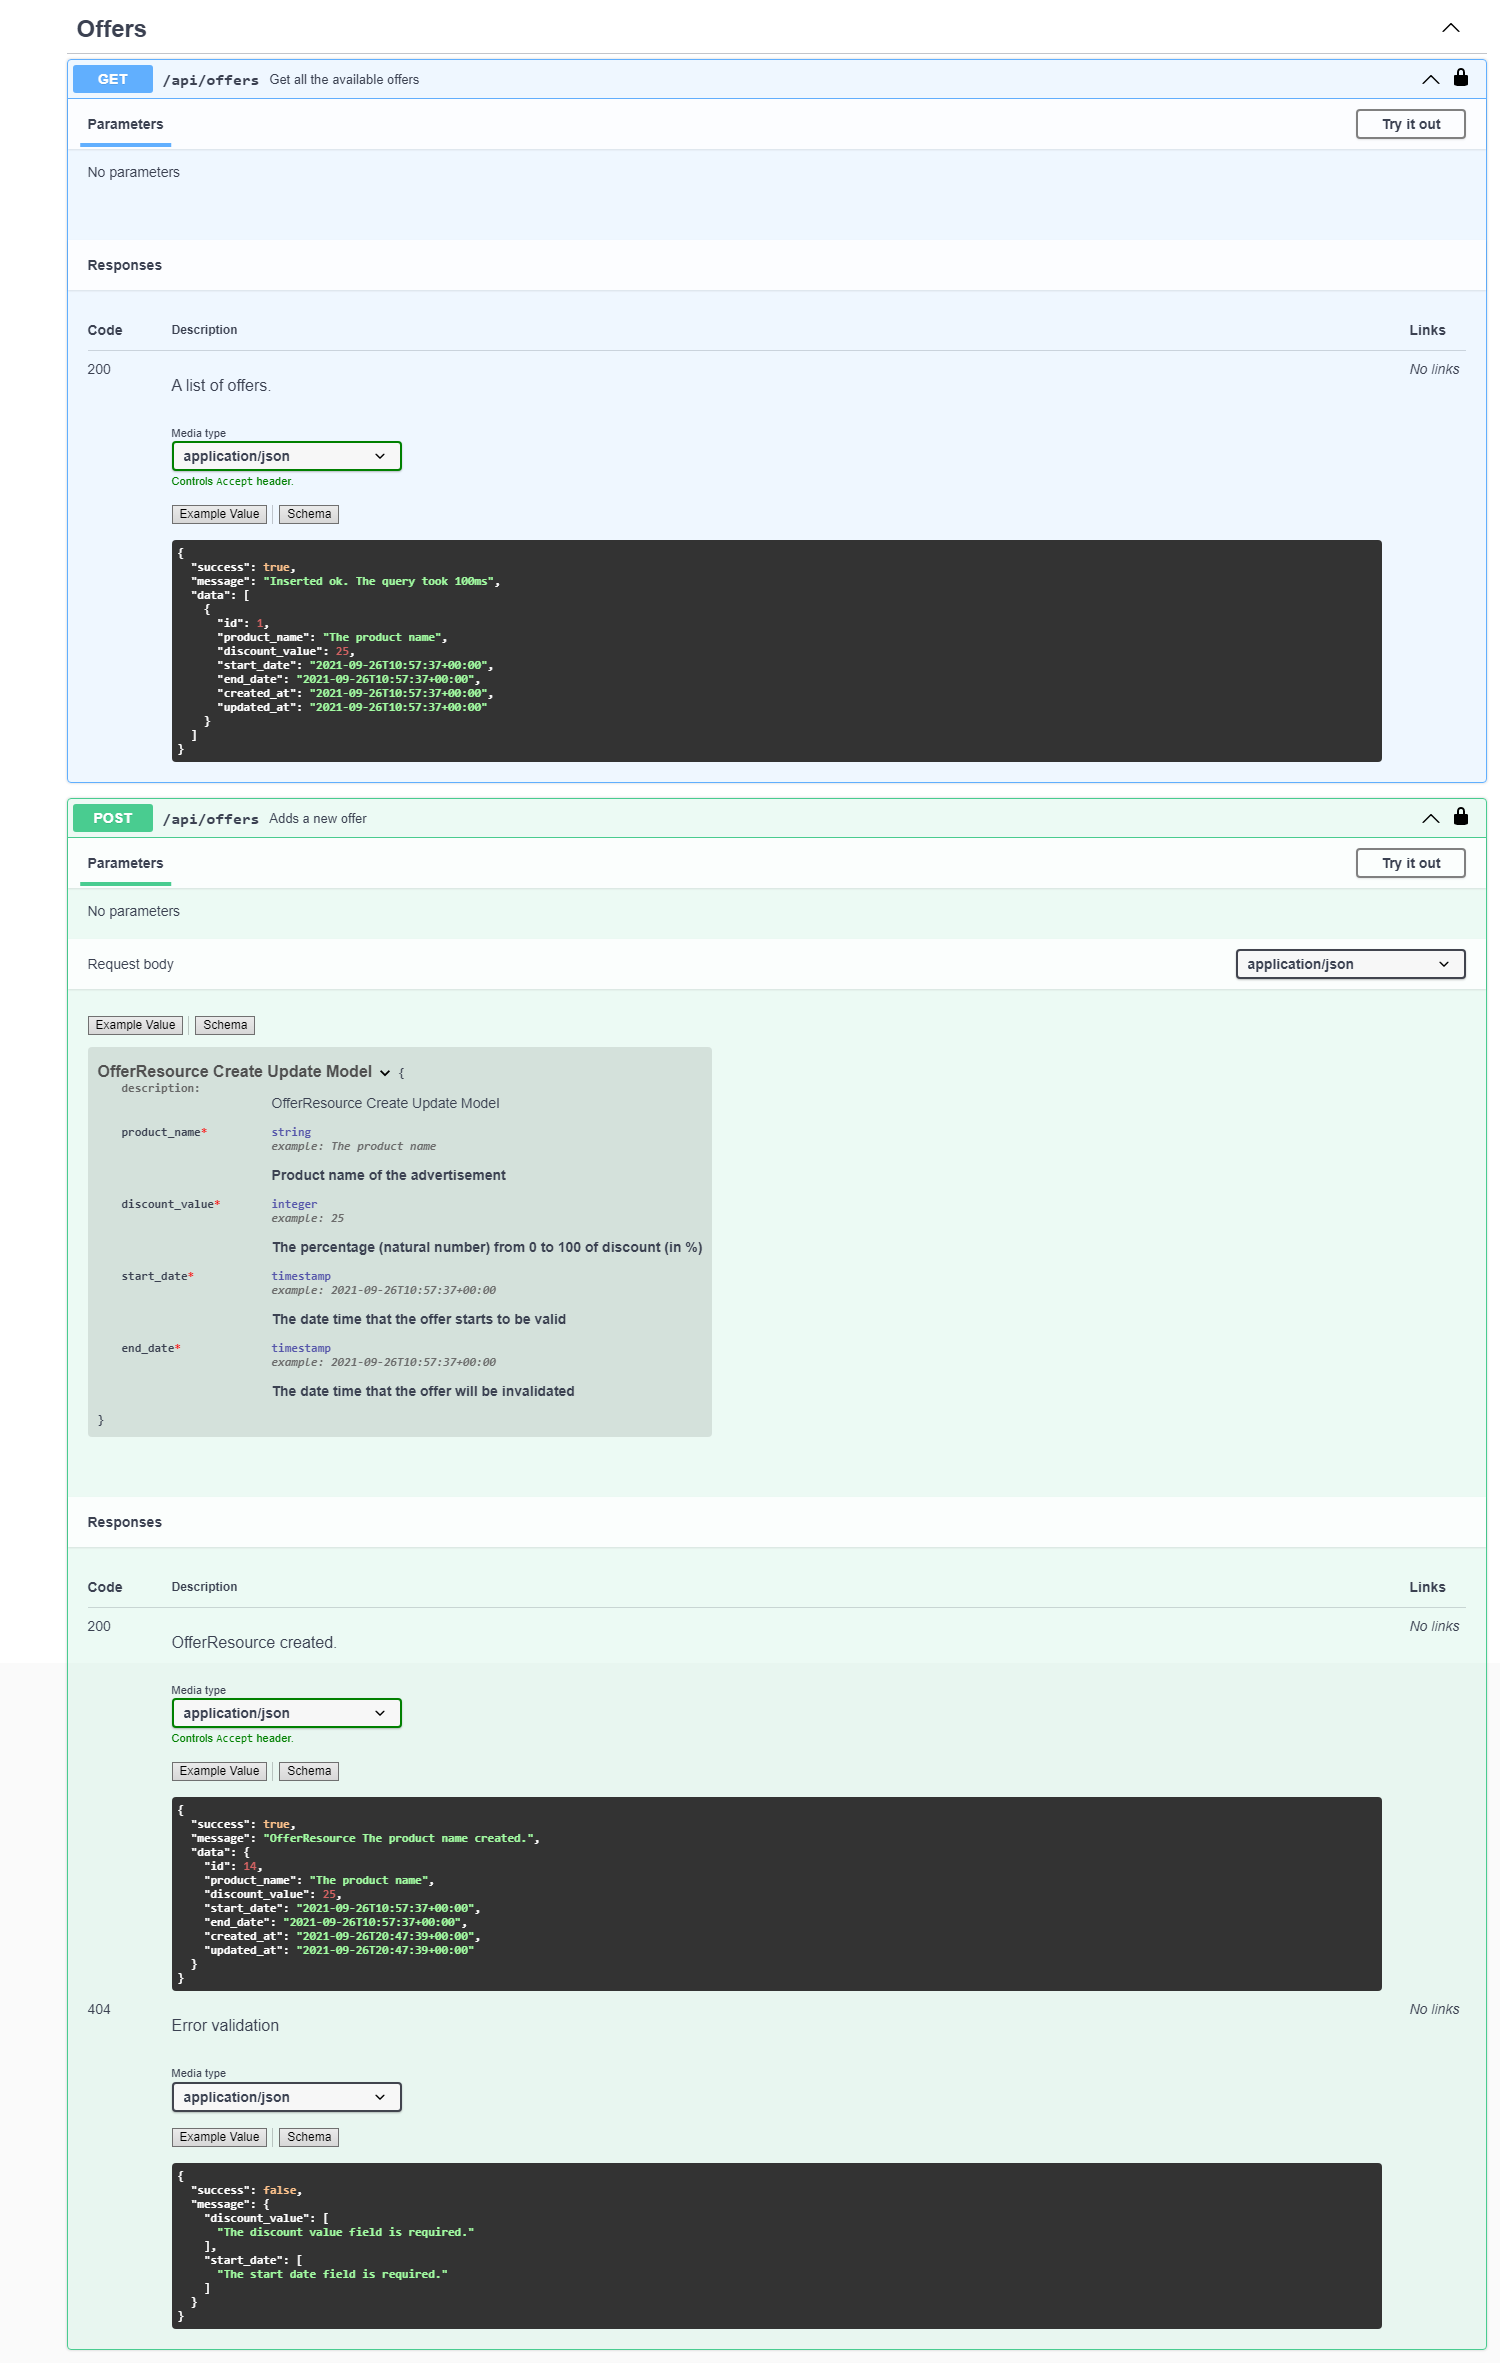 Offers
GET /api/offers Get all the available offers
Parameters Try it out
No parameters
Responses
Code Description Links
200 No links
A list of offers.
Media type
application/json
Controls Accept header.
Example Value Schema
{
"success": true,
"message": "Inserted ok. The query took 100ms",
"data": [
{
"id": 1,
"product_name": "The product name",
"discount_value": 25,
"start_date": "2021-09-26T10:57:37+00:00",
"end_date": "2021-09-26T10:57:37+00:00",
"created_at": "2021-09-26T10:57:37+00:00",
"updated_at": "2021-09-26T10:57:37+00:00"
}
]
}
POST /api/offers Adds a new offer
Parameters Try it out
No parameters
Request body application/json
Example Value Schema
OfferResource Create Update Model {
description:
OfferResource Create Update Model
product_name* string
example: The product name
Product name of the advertisement
discount_value* integer
example: 25
The percentage (natural number) from 0 to 100 of discount (in %)
start_date* timestamp
example: 2021-09-26T10:57:37+00:00
The date time that the offer starts to be valid
end_date* timestamp
example: 2021-09-26T10:57:37+00:00
The date time that the offer will be invalidated
}
Responses
Code Description Links
200 No links
OfferResource created.
Media type
application/json
Controls Accept header.
Example Value Schema
{
"success": true,
"message": "OfferResource The product name created.",
"data": {
"id": 14,
"product_name": "The product name",
"discount_value": 25,
"start_date": "2021-09-26T10:57:37+00:00",
"end_date": "2021-09-26T10:57:37+00:00",
"created_at": "2021-09-26T20:47:39+00:00",
"updated_at": "2021-09-26T20:47:39+00:00"
}
}
404 No links
Error validation
Media type
application/json
Example Value Schema
{
"success": false,
"message": {
"discount_value": [
"The discount value field is required."
],
"start_date": [
"The start date field is required."
]
}
}